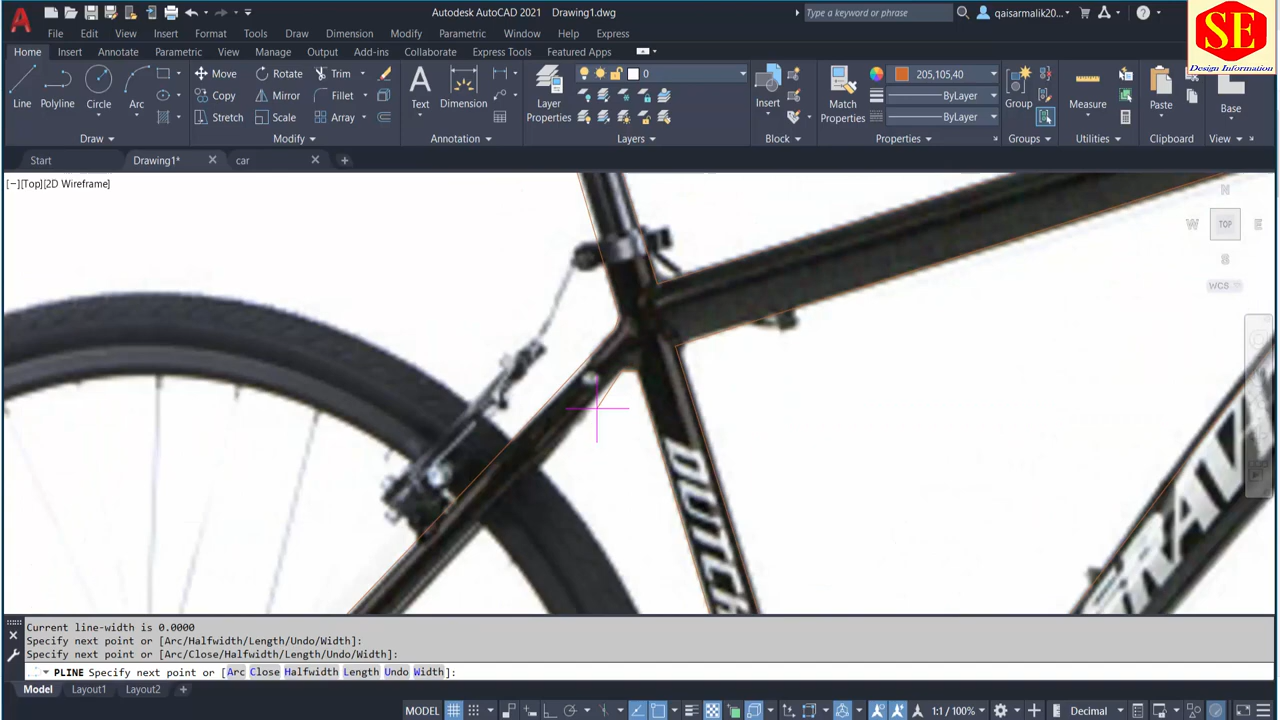 Autodesk AutoCAD 2021 Drawing1.dwg
Type a keyword or phrase
qaisarmalik20...
SE
Design Information
File Edit View Insert Format Tools Draw Dimension Modify Parametric Window Help Express
Home Insert Annotate Parametric View Manage Output Add-ins Collaborate Express Tools Featured Apps
Line Polyline Circle Arc
Move Rotate Trim
Copy Mirror Fillet
Stretch Scale Array
Text Dimension
Layer Properties
0
Insert
Match Properties
205,105,40
ByLayer
ByLayer
Group
Measure
Paste
Base
Draw Modify Annotation Layers Block Properties Groups Utilities Clipboard View
Start Drawing1* car
[−][Top][2D Wireframe]
N
W TOP E
S
WCS
DUTCH
GRAV
Current line-width is 0.0000
Specify next point or [Arc/Halfwidth/Length/Undo/Width]:
Specify next point or [Arc/Close/Halfwidth/Length/Undo/Width]:
PLINE Specify next point or [Arc Close Halfwidth Length Undo Width]:
Model Layout1 Layout2
MODEL 1:1 / 100% Decimal